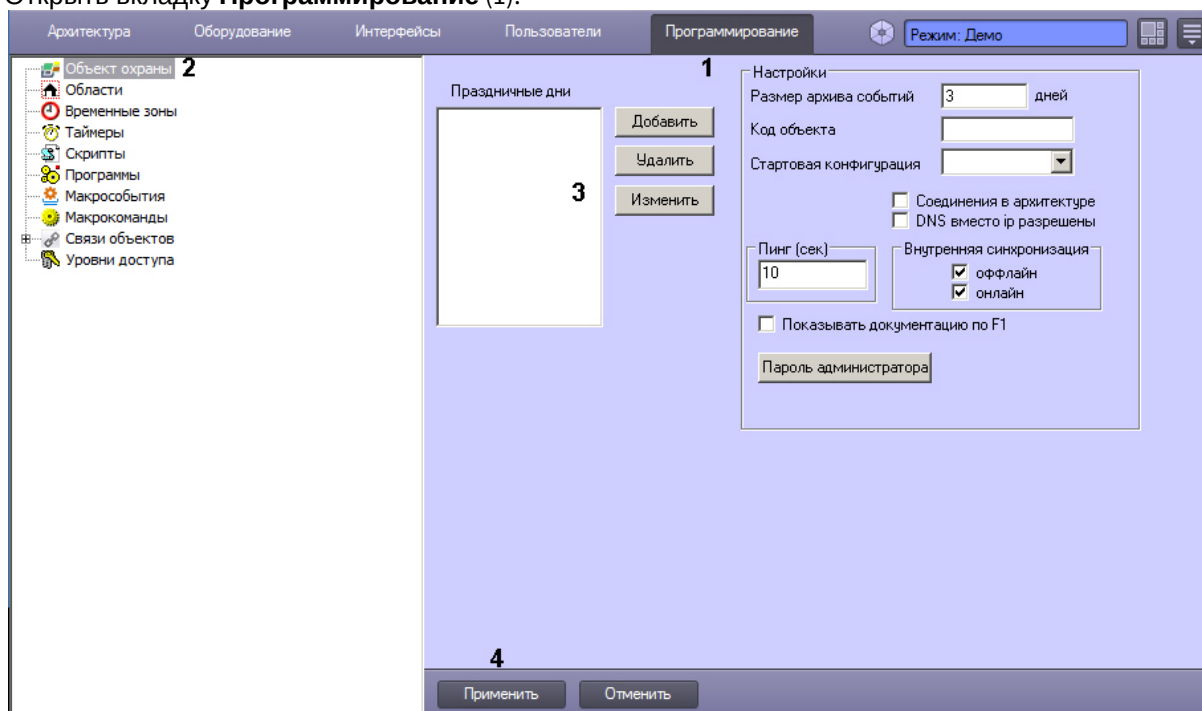 Открыть вкладку Программирование (1).
Архитектура Оборудование Интерфейсы Пользователи Программирование Режим: Демо
Объект охраны 2
Области
Временные зоны
Таймеры
Скрипты
Программы
Макрособытия
Макрокоманды
Связи объектов
Уровни доступа
1
Праздничные дни
3
Добавить
Удалить
Изменить
Настройки
Размер архива событий 3 дней
Код объекта
Стартовая конфигурация
Соединения в архитектуре
DNS вместо ip разрешены
Пинг (сек)
10
Внутренняя синхронизация
оффлайн
онлайн
Показывать документацию по F1
Пароль администратора
4
Применить Отменить